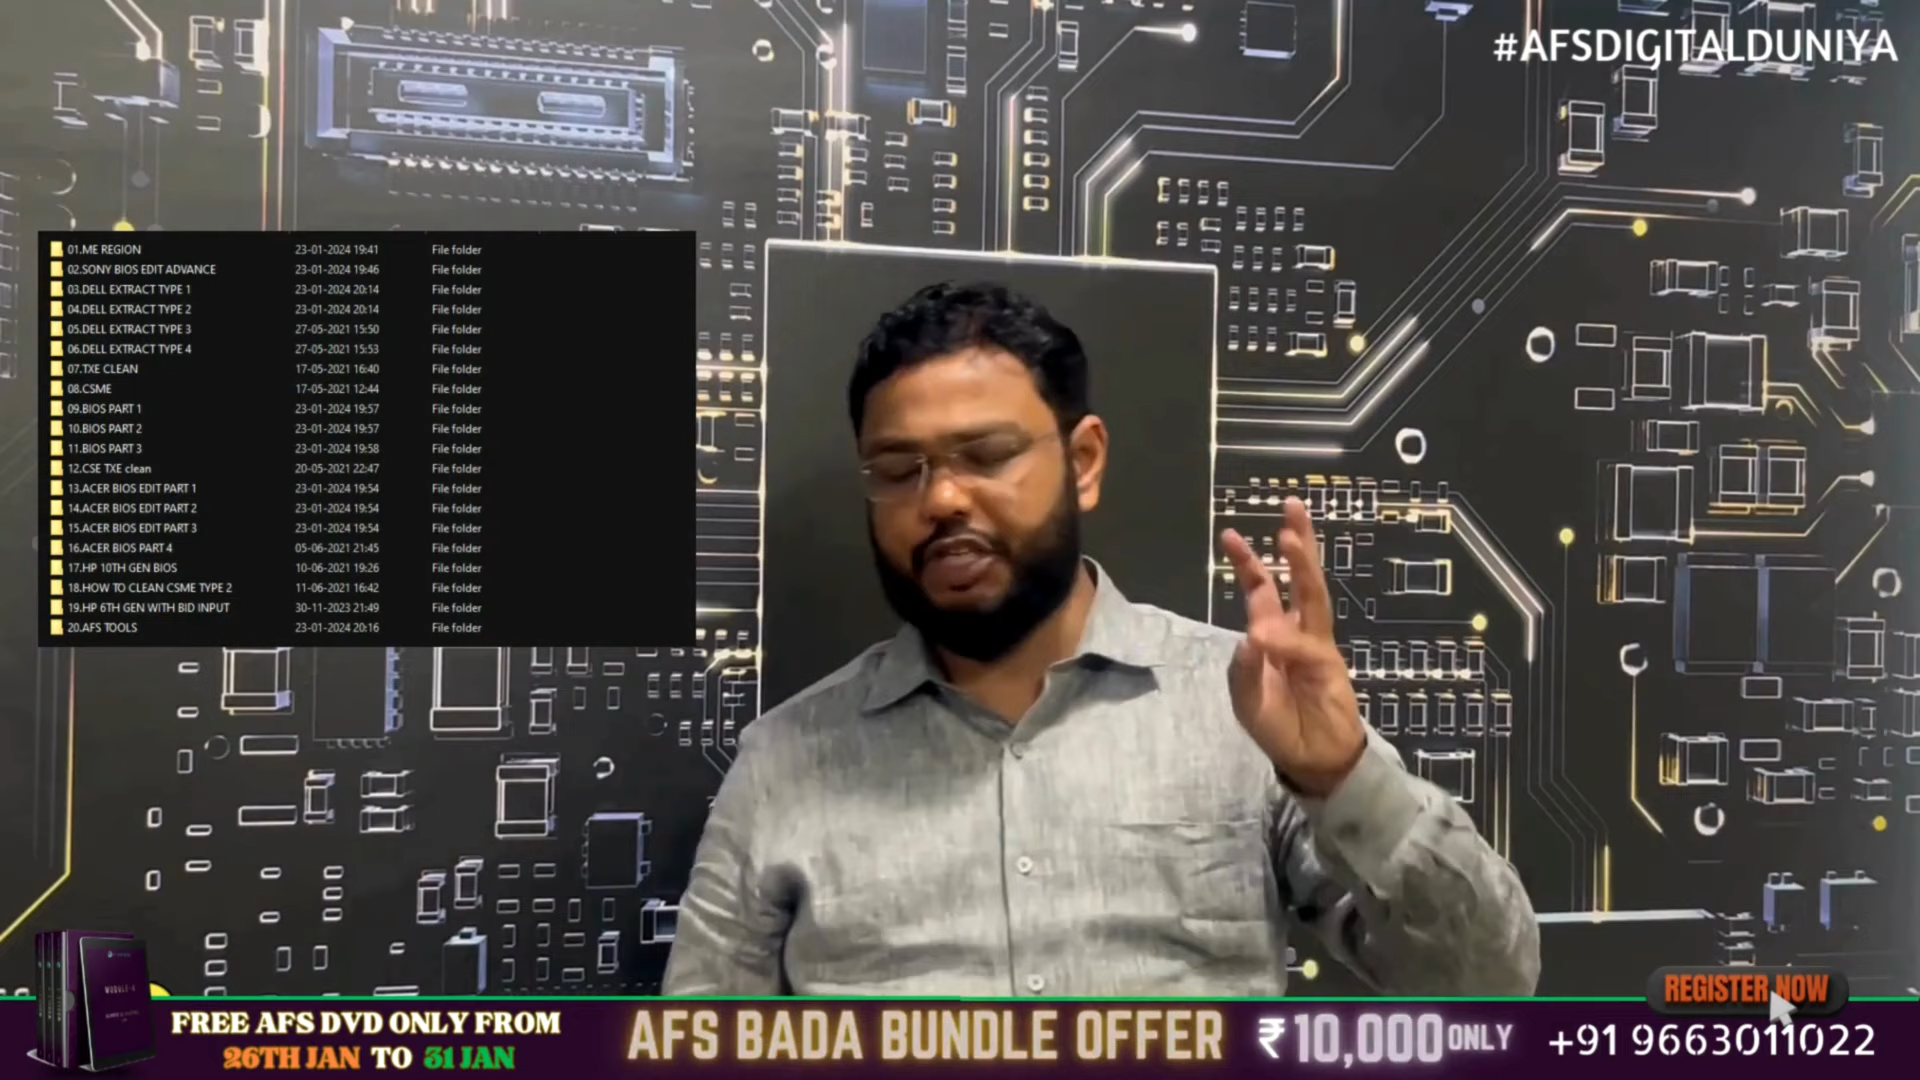 #AFSDIGITALDUNIYA
01.ME REGION 23-01-2024 19:41 File folder
02.SONY BIOS EDIT ADVANCE 23-01-2024 19:46 File folder
03.DELL EXTRACT TYPE 1 23-01-2024 20:14 File folder
04.DELL EXTRACT TYPE 2 23-01-2024 20:14 File folder
05.DELL EXTRACT TYPE 3 27-05-2021 15:50 File folder
06.DELL EXTRACT TYPE 4 27-05-2021 15:53 File folder
07.TXE CLEAN 17-05-2021 16:40 File folder
08.CSME 17-05-2021 12:44 File folder
09.BIOS PART 1 23-01-2024 19:57 File folder
10.BIOS PART 2 23-01-2024 19:57 File folder
11.BIOS PART 3 23-01-2024 19:58 File folder
12.CSE TXE clean 20-05-2021 22:47 File folder
13.ACER BIOS EDIT PART 1 23-01-2024 19:54 File folder
14.ACER BIOS EDIT PART 2 23-01-2024 19:54 File folder
15.ACER BIOS EDIT PART 3 23-01-2024 19:54 File folder
16.ACER BIOS PART 4 05-06-2021 21:45 File folder
17.HP 10TH GEN BIOS 10-06-2021 19:26 File folder
18.HOW TO CLEAN CSME TYPE 2 11-06-2021 16:42 File folder
19.HP 6TH GEN WITH BID INPUT 30-11-2023 21:49 File folder
20.AFS TOOLS 23-01-2024 20:16 File folder
REGISTER NOW
FREE AFS DVD ONLY FROM
26TH JAN TO 31 JAN
AFS BADA BUNDLE OFFER ₹10,000 ONLY
+91 9663011022